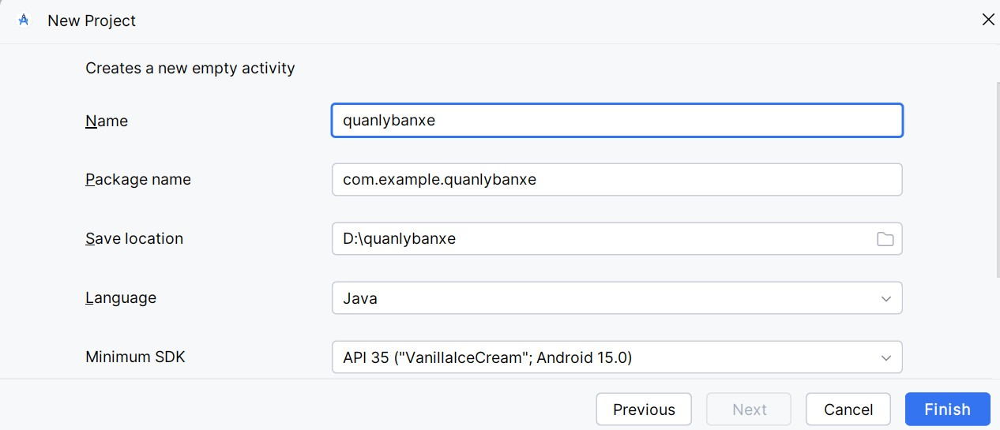 New Project
Creates a new empty activity
Name quanlybanxe
Package name com.example.quanlybanxe
Save location D:\quanlybanxe
Language Java
Minimum SDK API 35 ("VanillaIceCream"; Android 15.0)
Previous Next Cancel Finish